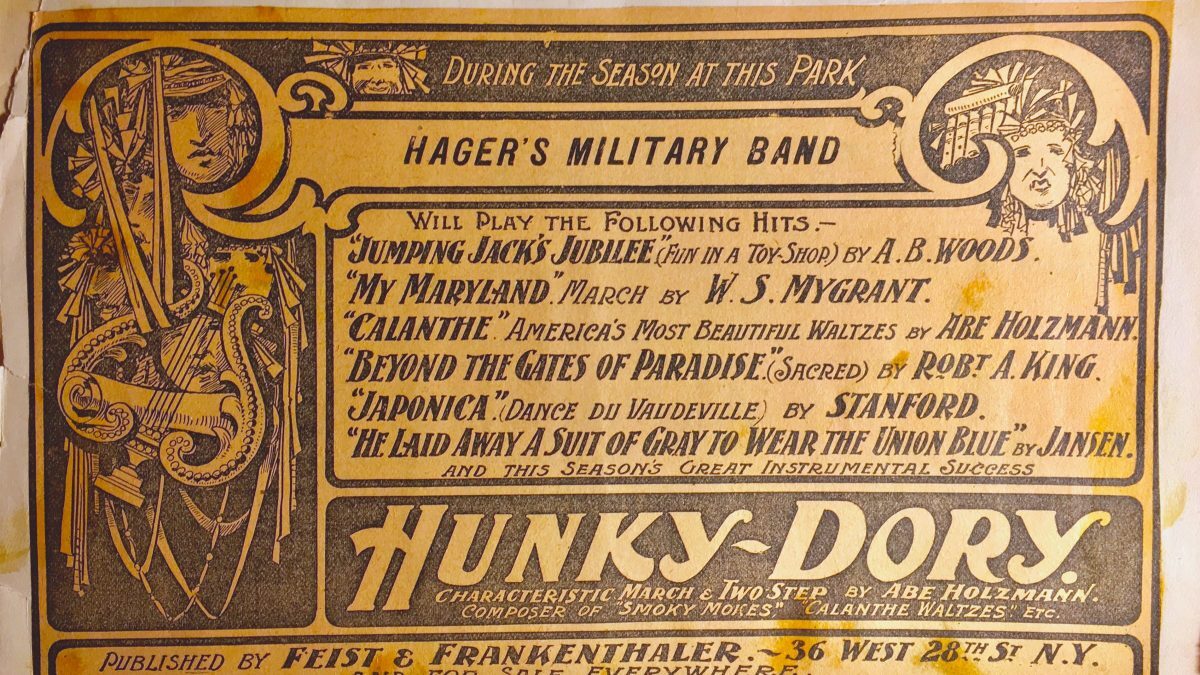 DURING THE SEASON AT THIS PARK
HAGER'S MILITARY BAND
WILL PLAY THE FOLLOWING HITS.-
"JUMPING JACK'S JUBILEE" (FUN IN A TOY-SHOP) BY A. B. WOODS.
"MY MARYLAND." MARCH BY W. S. MYGRANT.
"CALANTHE." AMERICA'S MOST BEAUTIFUL WALTZES BY ABE HOLZMANN.
"BEYOND THE GATES OF PARADISE." (SACRED) BY ROBT A. KING.
"JAPONICA". (DANCE DU VAUDEVILLE) BY STANFORD.
"HE LAID AWAY A SUIT OF GRAY TO WEAR THE UNION BLUE" BY JANSEN.
AND THIS SEASON'S GREAT INSTRUMENTAL SUCCESS
HUNKY-DORY.
CHARACTERISTIC MARCH & TWO STEP BY ABE HOLZMANN.
COMPOSER OF "SMOKY MOKES" "CALANTHE WALTZES," ETC.
PUBLISHED BY FEIST & FRANKENTHALER.~36 WEST 28TH ST N.Y.
AND FOR SALE EVERYWHERE.